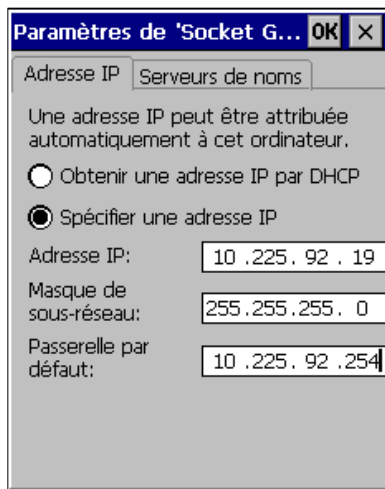 Paramètres de 'Socket G... OK ×
Adresse IP Serveurs de noms
Une adresse IP peut être attribuée
automatiquement à cet ordinateur.
Obtenir une adresse IP par DHCP
Spécifier une adresse IP
Adresse IP: 10 .225. 92 . 19
Masque de
sous-réseau: 255.255.255. 0
Passerelle par
défaut: 10 .225. 92 .254